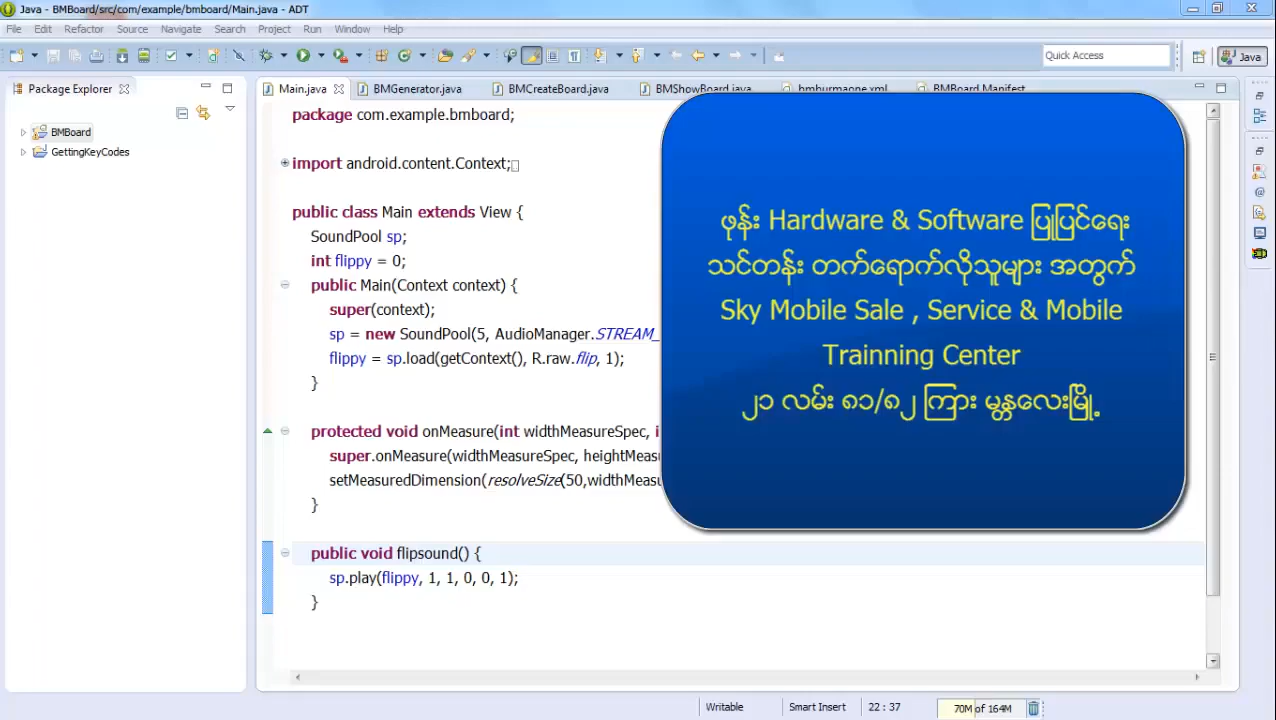 Java - BMBoard/src/com/example/bmboard/Main.java - ADT
File Edit Refactor Source Navigate Search Project Run Window Help
Quick Access
Java
Package Explorer
Main.java BMGenerator.java BMCreateBoard.java BMShowBoard.java bmburmaone.xml BMBoard Manifest
BMBoard
GettingKeyCodes
package com.example.bmboard;
import android.content.Context;
public class Main extends View {
SoundPool sp;
int flippy = 0;
public Main(Context context) {
super(context);
sp = new SoundPool(5, AudioManager.STREAM_
flippy = sp.load(getContext(), R.raw.flip, 1);
}
protected void onMeasure(int widthMeasureSpec, i
super.onMeasure(widthMeasureSpec, heightMeasu
setMeasuredDimension(resolveSize(50,widthMeasu
}
public void flipsound() {
sp.play(flippy, 1, 1, 0, 0, 1);
}
ဖုန်း Hardware & Software ပြုပြင်ရေး
သင်တန်း တက်ရောက်လိုသူများ အတွက်
Sky Mobile Sale , Service & Mobile
Trainning Center
၂၁ လမ်း ၈၁/၈၂ ကြား မန္တလေးမြို့
Writable Smart Insert 22 : 37 70M of 164M